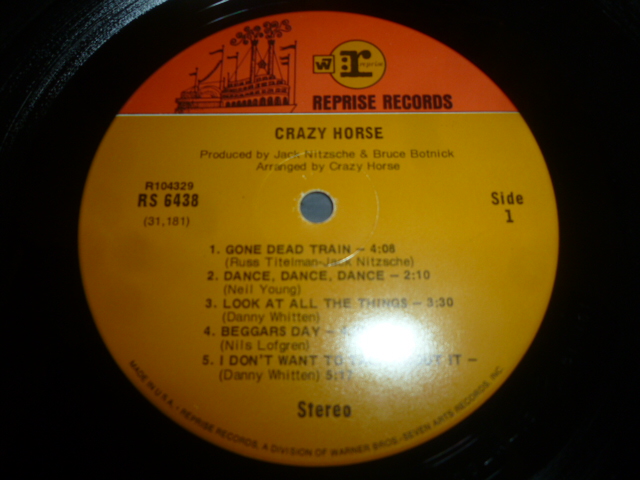 W r reprise
REPRISE RECORDS
CRAZY HORSE
Produced by Jack Nitzsche & Bruce Botnick
Arranged by Crazy Horse
R104329
RS 6438
(31,181)
Side
1
1. GONE DEAD TRAIN – 4:06
(Russ Titelman-Jack Nitzsche)
2. DANCE, DANCE, DANCE – 2:10
(Neil Young)
3. LOOK AT ALL THE THINGS – 3:30
(Danny Whitten)
4. BEGGARS DAY –
(Nils Lofgren)
5. I DON'T WANT TO IT –
(Danny Whitten)
Stereo
MADE IN U.S.A. – REPRISE RECORDS, A DIVISION OF WARNER BROS.-SEVEN ARTS RECORDS, INC.